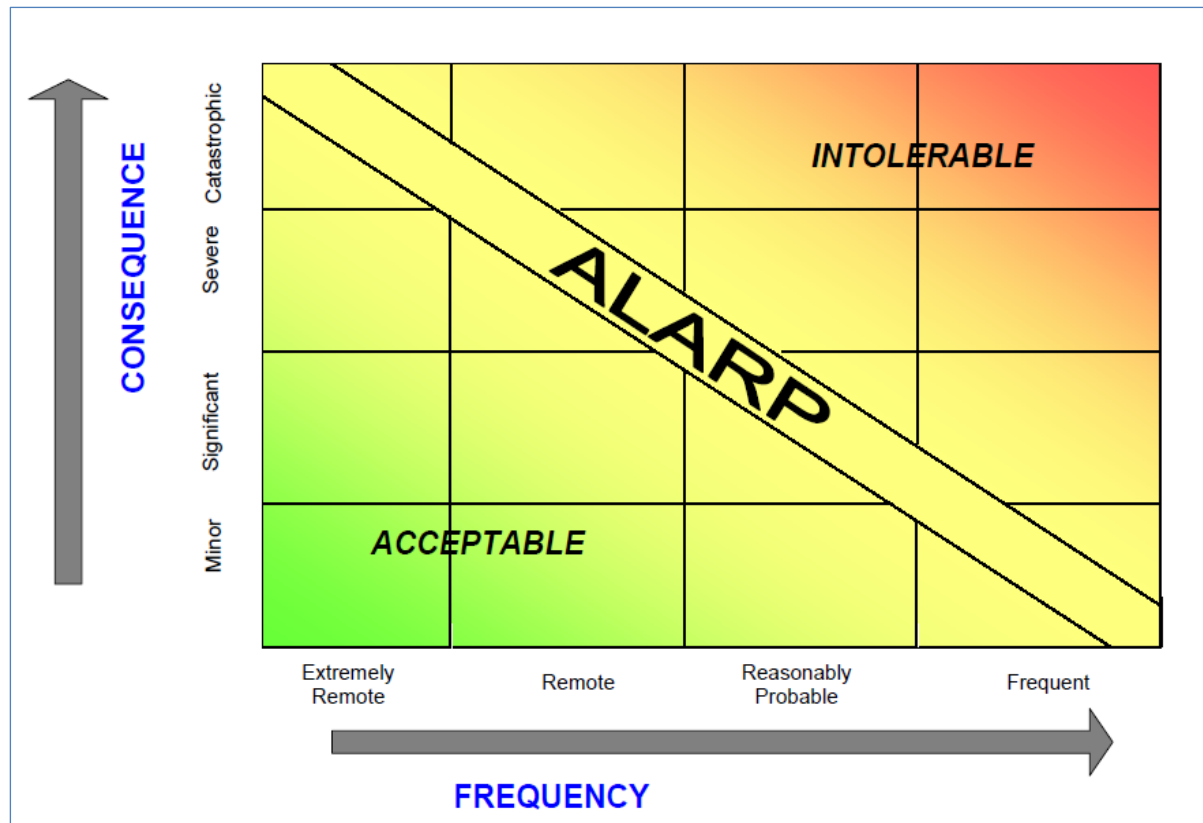 CONSEQUENCE
Catastrophic
Severe
Significant
Minor
INTOLERABLE
ALARP
ACCEPTABLE
Extremely
Remote
Remote
Reasonably
Probable
Frequent
FREQUENCY